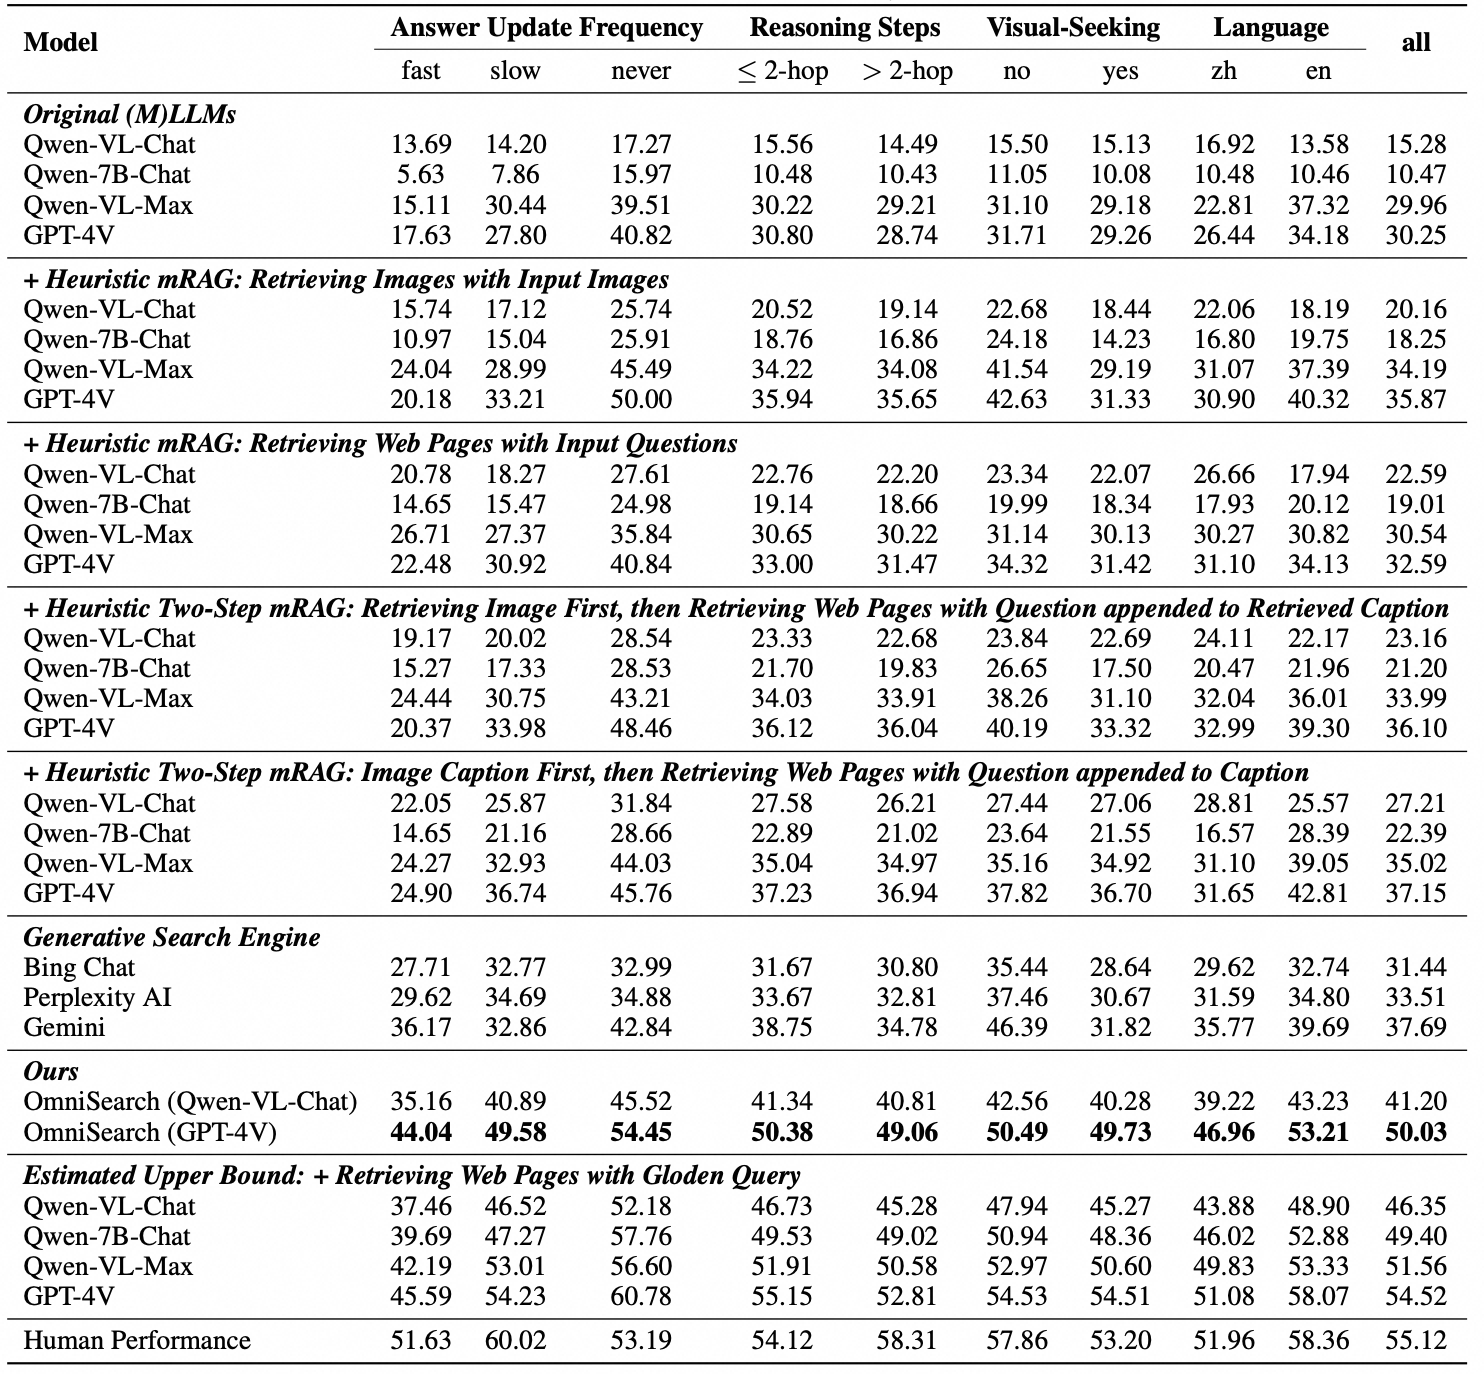 Model Answer Update Frequency Reasoning Steps Visual-Seeking Language all
fast slow never ≤ 2-hop > 2-hop no yes zh en
Original (M)LLMs
Qwen-VL-Chat 13.69 14.20 17.27 15.56 14.49 15.50 15.13 16.92 13.58 15.28
Qwen-7B-Chat 5.63 7.86 15.97 10.48 10.43 11.05 10.08 10.48 10.46 10.47
Qwen-VL-Max 15.11 30.44 39.51 30.22 29.21 31.10 29.18 22.81 37.32 29.96
GPT-4V 17.63 27.80 40.82 30.80 28.74 31.71 29.26 26.44 34.18 30.25
+ Heuristic mRAG: Retrieving Images with Input Images
Qwen-VL-Chat 15.74 17.12 25.74 20.52 19.14 22.68 18.44 22.06 18.19 20.16
Qwen-7B-Chat 10.97 15.04 25.91 18.76 16.86 24.18 14.23 16.80 19.75 18.25
Qwen-VL-Max 24.04 28.99 45.49 34.22 34.08 41.54 29.19 31.07 37.39 34.19
GPT-4V 20.18 33.21 50.00 35.94 35.65 42.63 31.33 30.90 40.32 35.87
+ Heuristic mRAG: Retrieving Web Pages with Input Questions
Qwen-VL-Chat 20.78 18.27 27.61 22.76 22.20 23.34 22.07 26.66 17.94 22.59
Qwen-7B-Chat 14.65 15.47 24.98 19.14 18.66 19.99 18.34 17.93 20.12 19.01
Qwen-VL-Max 26.71 27.37 35.84 30.65 30.22 31.14 30.13 30.27 30.82 30.54
GPT-4V 22.48 30.92 40.84 33.00 31.47 34.32 31.42 31.10 34.13 32.59
+ Heuristic Two-Step mRAG: Retrieving Image First, then Retrieving Web Pages with Question appended to Retrieved Caption
Qwen-VL-Chat 19.17 20.02 28.54 23.33 22.68 23.84 22.69 24.11 22.17 23.16
Qwen-7B-Chat 15.27 17.33 28.53 21.70 19.83 26.65 17.50 20.47 21.96 21.20
Qwen-VL-Max 24.44 30.75 43.21 34.03 33.91 38.26 31.10 32.04 36.01 33.99
GPT-4V 20.37 33.98 48.46 36.12 36.04 40.19 33.32 32.99 39.30 36.10
+ Heuristic Two-Step mRAG: Image Caption First, then Retrieving Web Pages with Question appended to Caption
Qwen-VL-Chat 22.05 25.87 31.84 27.58 26.21 27.44 27.06 28.81 25.57 27.21
Qwen-7B-Chat 14.65 21.16 28.66 22.89 21.02 23.64 21.55 16.57 28.39 22.39
Qwen-VL-Max 24.27 32.93 44.03 35.04 34.97 35.16 34.92 31.10 39.05 35.02
GPT-4V 24.90 36.74 45.76 37.23 36.94 37.82 36.70 31.65 42.81 37.15
Generative Search Engine
Bing Chat 27.71 32.77 32.99 31.67 30.80 35.44 28.64 29.62 32.74 31.44
Perplexity AI 29.62 34.69 34.88 33.67 32.81 37.46 30.67 31.59 34.80 33.51
Gemini 36.17 32.86 42.84 38.75 34.78 46.39 31.82 35.77 39.69 37.69
Ours
OmniSearch (Qwen-VL-Chat) 35.16 40.89 45.52 41.34 40.81 42.56 40.28 39.22 43.23 41.20
OmniSearch (GPT-4V) 44.04 49.58 54.45 50.38 49.06 50.49 49.73 46.96 53.21 50.03
Estimated Upper Bound: + Retrieving Web Pages with Gloden Query
Qwen-VL-Chat 37.46 46.52 52.18 46.73 45.28 47.94 45.27 43.88 48.90 46.35
Qwen-7B-Chat 39.69 47.27 57.76 49.53 49.02 50.94 48.36 46.02 52.88 49.40
Qwen-VL-Max 42.19 53.01 56.60 51.91 50.58 52.97 50.60 49.83 53.33 51.56
GPT-4V 45.59 54.23 60.78 55.15 52.81 54.53 54.51 51.08 58.07 54.52
Human Performance 51.63 60.02 53.19 54.12 58.31 57.86 53.20 51.96 58.36 55.12